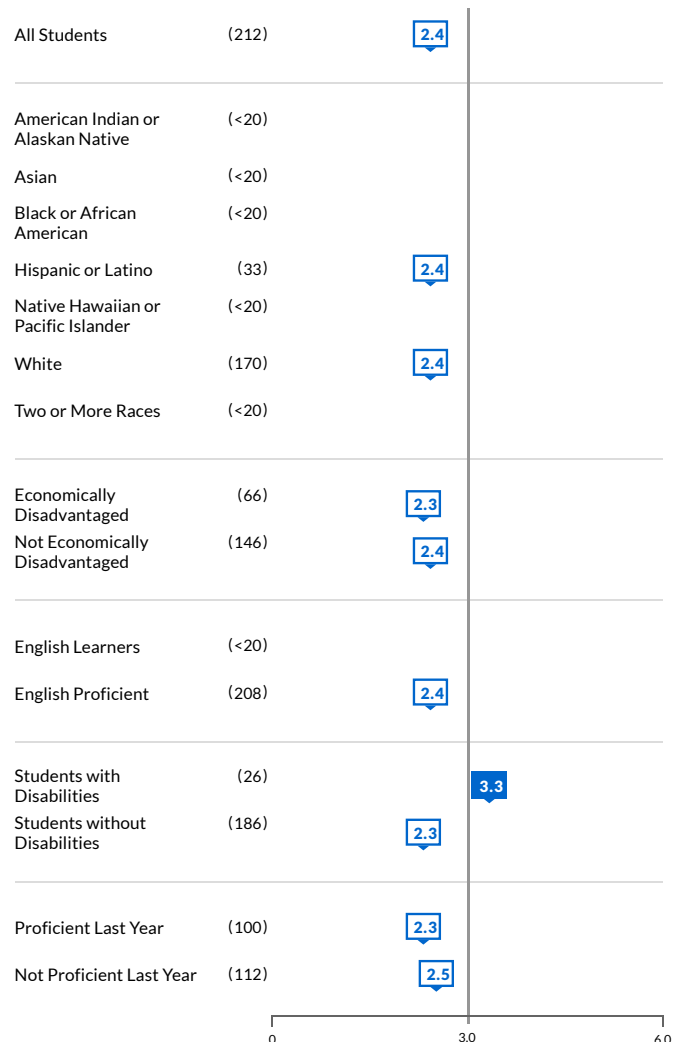 All Students (212) 2.4
American Indian or (<20)
Alaskan Native
Asian (<20)
Black or African (<20)
American
Hispanic or Latino (33) 2.4
Native Hawaiian or (<20)
Pacific Islander
White (170) 2.4
Two or More Races (<20)
Economically (66) 2.3
Disadvantaged
Not Economically (146) 2.4
Disadvantaged
English Learners (<20)
English Proficient (208) 2.4
Students with (26) 3.3
Disabilities
Students without (186) 2.3
Disabilities
Proficient Last Year (100) 2.3
Not Proficient Last Year (112) 2.5
0 3.0 6.0